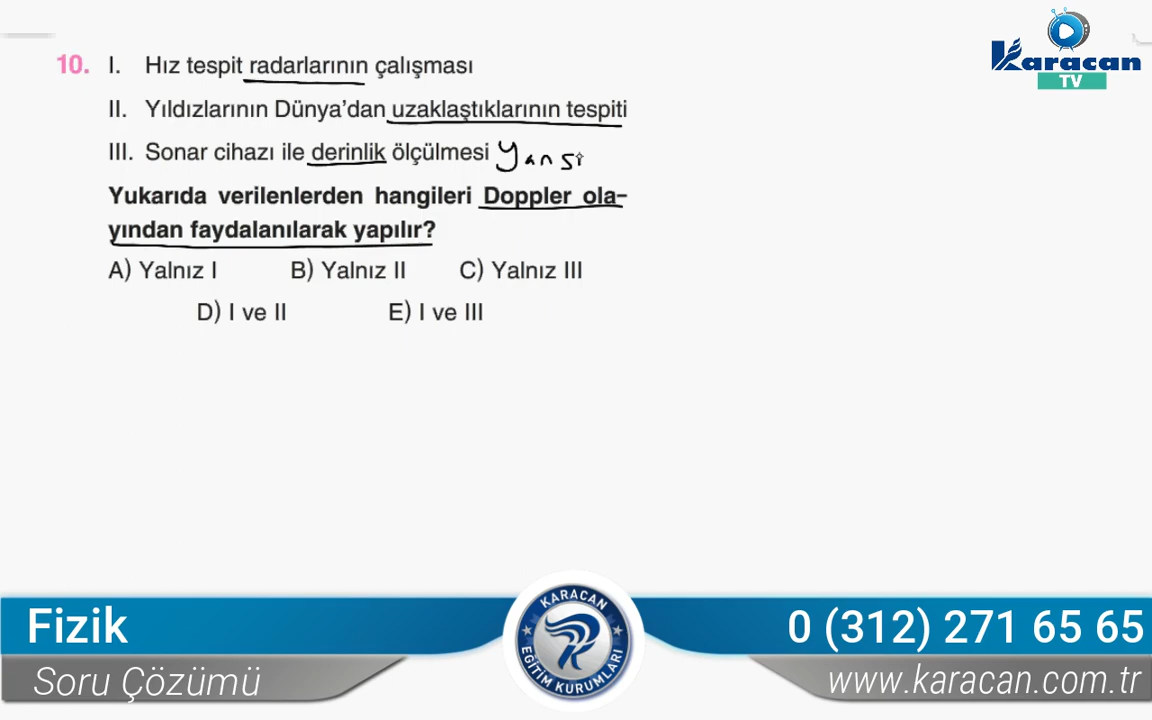 Karacan
TV
10. I. Hız tespit radarlarının çalışması
II. Yıldızlarının Dünya’dan uzaklaştıklarının tespiti
III. Sonar cihazı ile derinlik ölçülmesi yansı
Yukarıda verilenlerden hangileri Doppler ola-
yından faydalanılarak yapılır?
A) Yalnız I B) Yalnız II C) Yalnız III
D) I ve II E) I ve III
KARACAN
EĞİTİM KURUMLARI
Fizik 0 (312) 271 65 65
Soru Çözümü www.karacan.com.tr